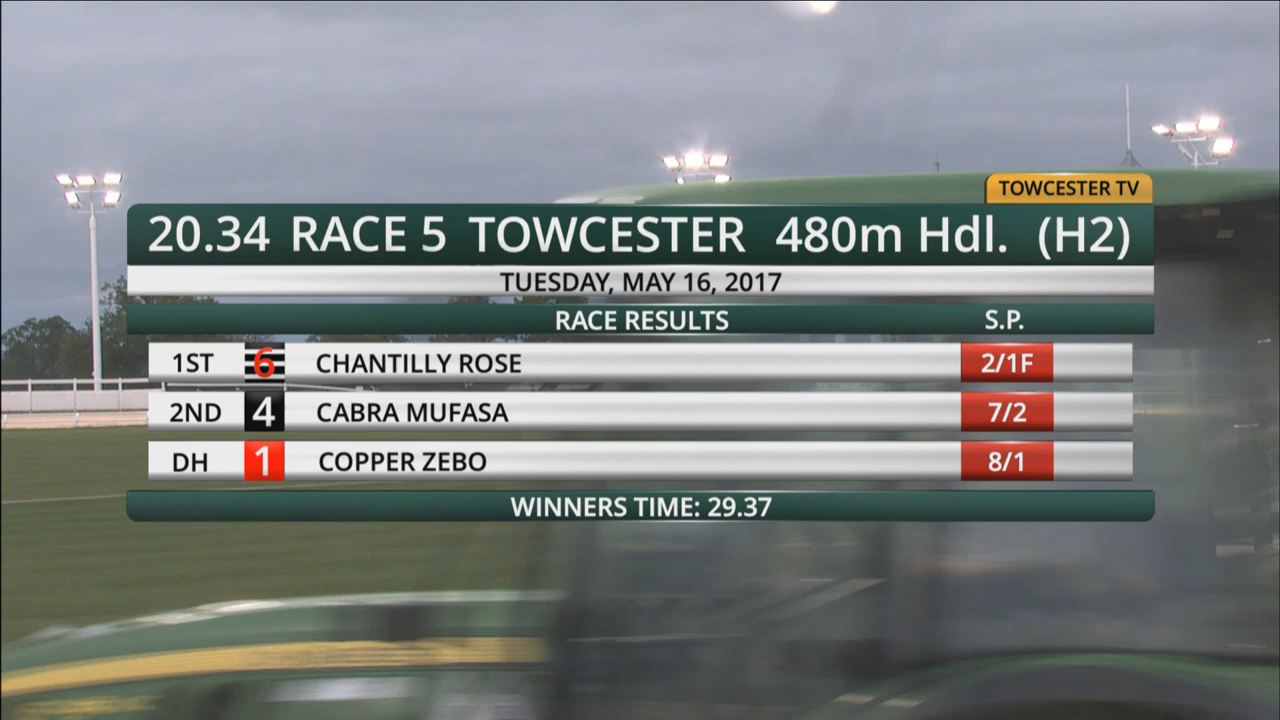 TOWCESTER TV
20.34 RACE 5 TOWCESTER 480m Hdl. (H2)
TUESDAY, MAY 16, 2017
RACE RESULTS S.P.
1ST 6 CHANTILLY ROSE 2/1F
2ND 4 CABRA MUFASA 7/2
DH 1 COPPER ZEBO 8/1
WINNERS TIME: 29.37